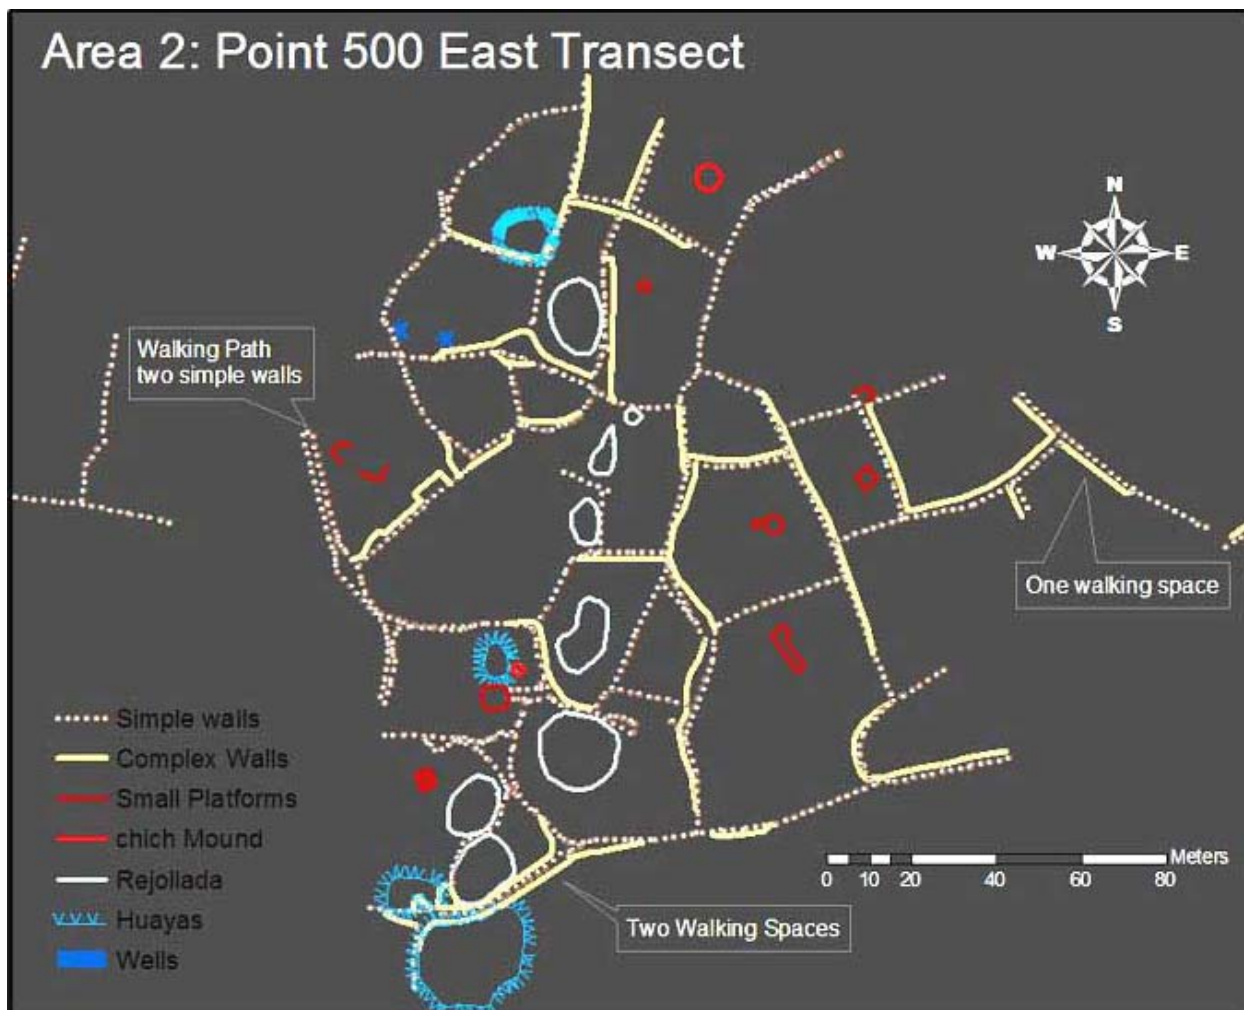 Area 2: Point 500 East Transect
N
W
E
S
Walking Path
two simple walls
One walking space
Simple walls
Complex Walls
Small Platforms
chich Mound
Rejollada
Huayas
Wells
Meters
0 10 20 40 60 80
Two Walking Spaces